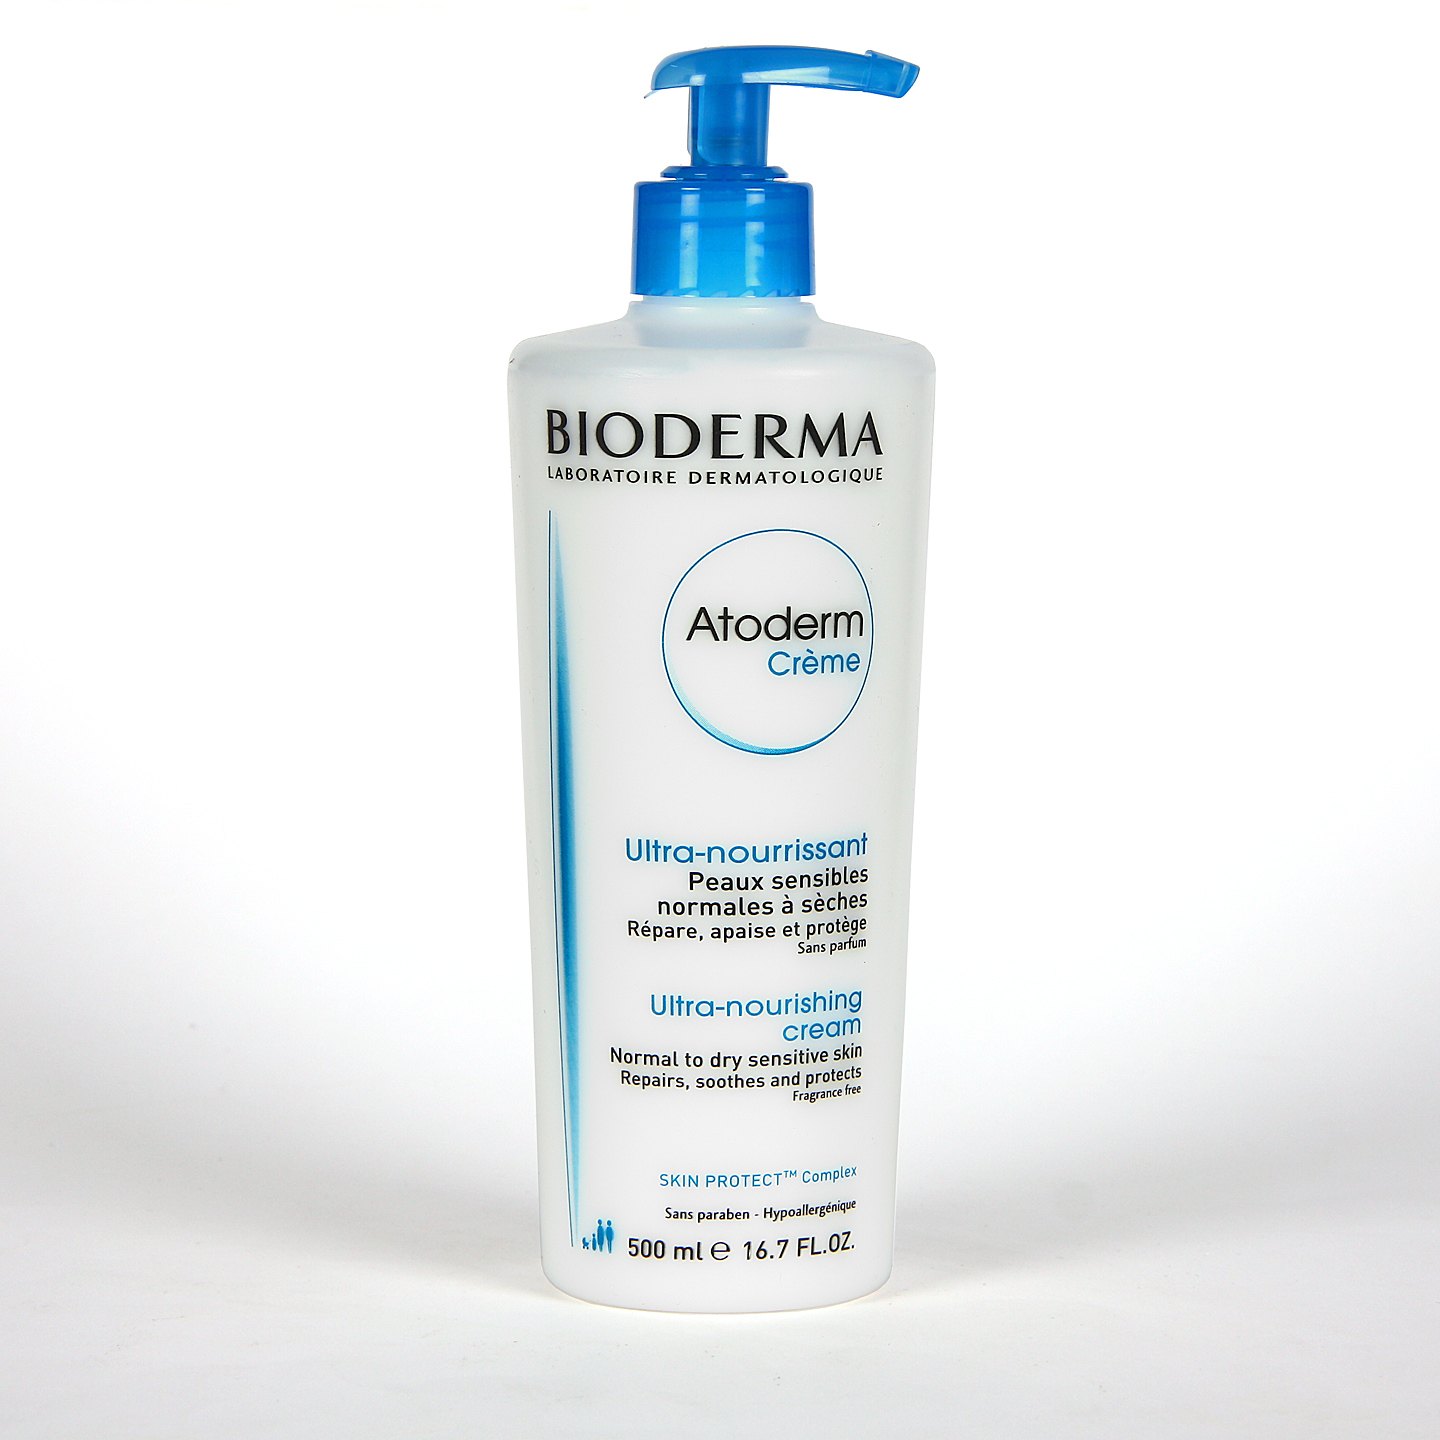 BIODERMA
LABORATOIRE DERMATOLOGIQUE
Atoderm
Crème
Ultra-nourrissant
Peaux sensibles
normales à sèches
Répare, apaise et protège
Sans parfum
Ultra-nourishing
cream
Normal to dry sensitive skin
Repairs, soothes and protects
Fragrance free
SKIN PROTECT™ Complex
Sans paraben - Hypoallergénique
500 ml ℮ 16.7 FL.OZ.